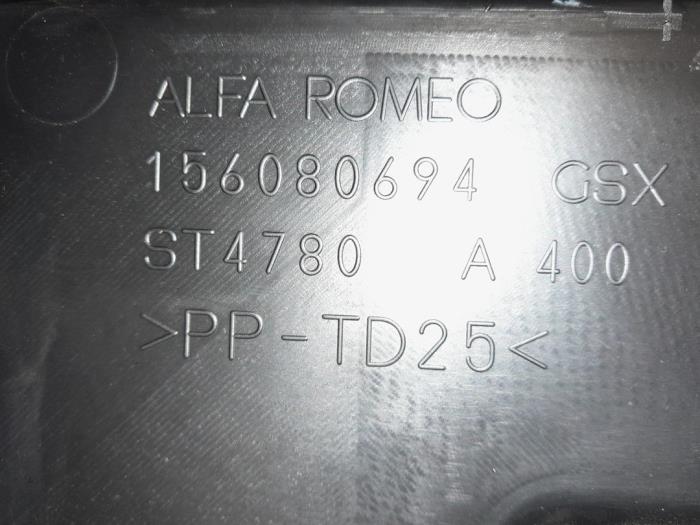 ALFA ROMEO
156080694 GSX
ST4780 A 400
>PP-TD25<